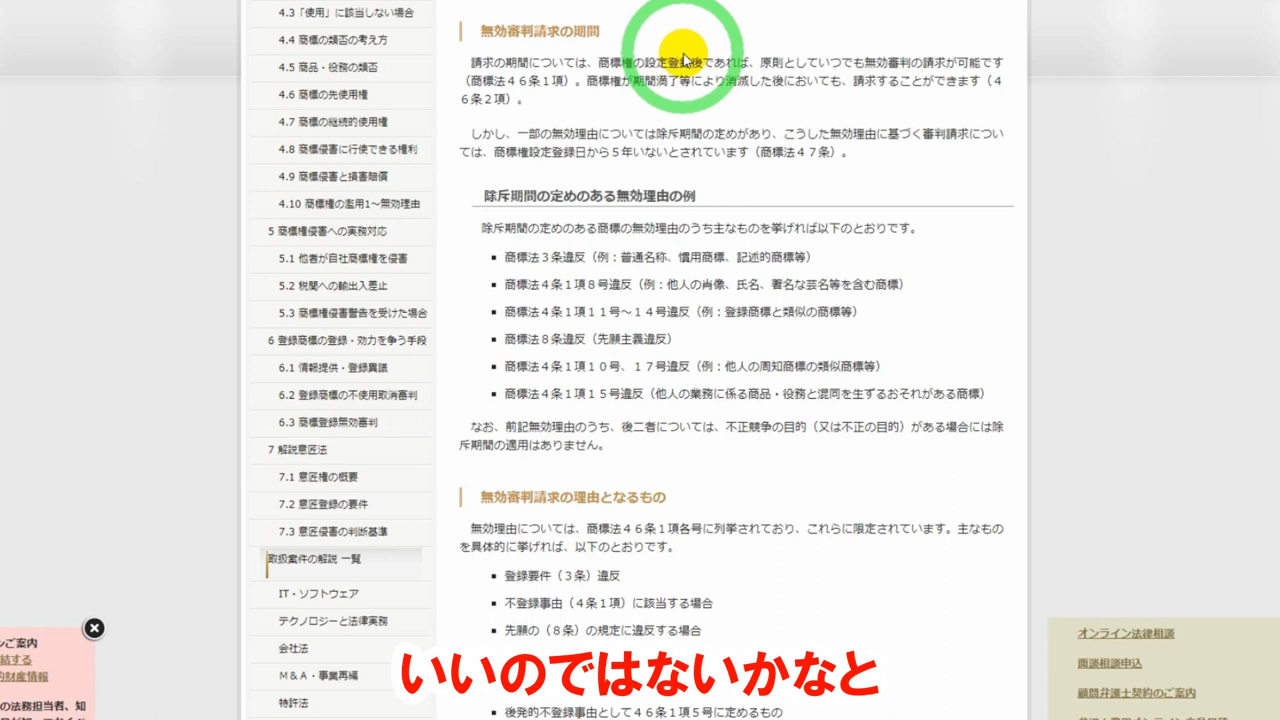 4.3「使用」に該当しない場合
4.4 商標の類否の考え方
4.5 商品・役務の類否
4.6 商標の先使用権
4.7 商標の継続的使用権
4.8 商標侵害に行使できる権利
4.9 商標侵害と損害賠償
4.10 商標権の濫用1～無効理由
5 商標権侵害への実務対応
5.1 他者が自社商標権を侵害
5.2 税関への輸出入差止
5.3 商標権侵害警告を受けた場合
6 登録商標の登録・効力を争う手段
6.1 情報提供・登録異議
6.2 登録商標の不使用取消審判
6.3 商標登録無効審判
7 解説意匠法
7.1 意匠権の概要
7.2 意匠登録の要件
7.3 意匠侵害の判断基準
取扱案件の解説 一覧
IT・ソフトウェア
テクノロジーと法律実務
会社法
M＆A・事業再編
特許法
無効審判請求の期間
請求の期間については、商標権の設定登録後であれば、原則としていつでも無効審判の請求が可能です
（商標法４６条１項）。商標権が期間満了等により消滅した後においても、請求することができます（４
６条２項）。
しかし、一部の無効理由については除斥期間の定めがあり、こうした無効理由に基づく審判請求につい
ては、商標権設定登録日から５年いないとされています（商標法４７条）。
除斥期間の定めのある無効理由の例
除斥期間の定めのある商標の無効理由のうち主なものを挙げれば以下のとおりです。
▪ 商標法３条違反（例：普通名称、慣用商標、記述的商標等）
▪ 商標法４条１項８号違反（例：他人の肖像、氏名、著名な芸名等を含む商標）
▪ 商標法４条１項１１号～１４号違反（例：登録商標と類似の商標等）
▪ 商標法８条違反（先願主義違反）
▪ 商標法４条１項１０号、１７号違反（例：他人の周知商標の類似商標等）
▪ 商標法４条１項１５号違反（他人の業務に係る商品・役務と混同を生ずるおそれがある商標）
なお、前記無効理由のうち、後二者については、不正競争の目的（又は不正の目的）がある場合には除
斥期間の適用はありません。
無効審判請求の理由となるもの
無効理由については、商標法４６条１項各号に列挙されており、これらに限定されています。主なもの
を具体的に挙げれば、以下のとおりです。
▪ 登録要件（３条）違反
▪ 不登録事由（４条１項）に該当する場合
▪ 先願の（８条）の規定に違反する場合
▪ 後発的不登録事由として４６条１項５号に定めるもの
いいのではないかなと
ンご案内
結する
的財産情報
の法務担当者、知
オンライン法律相談
面談相談申込
顧問弁護士契約のご案内